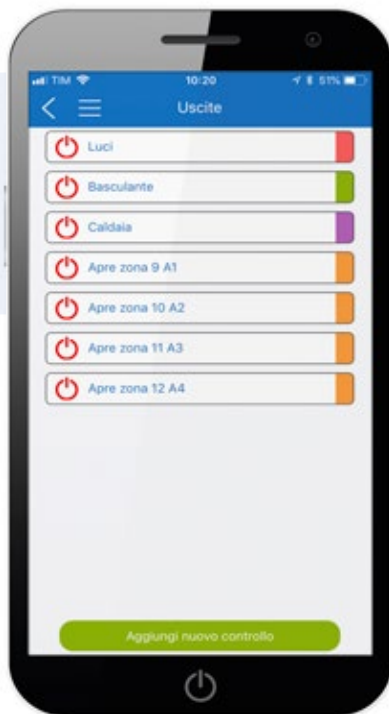 TIM 10:20 51%
Uscite
Luci
Basculante
Caldaia
Apre zona 9 A1
Apre zona 10 A2
Apre zona 11 A3
Apre zona 12 A4
Aggiungi nuovo controllo